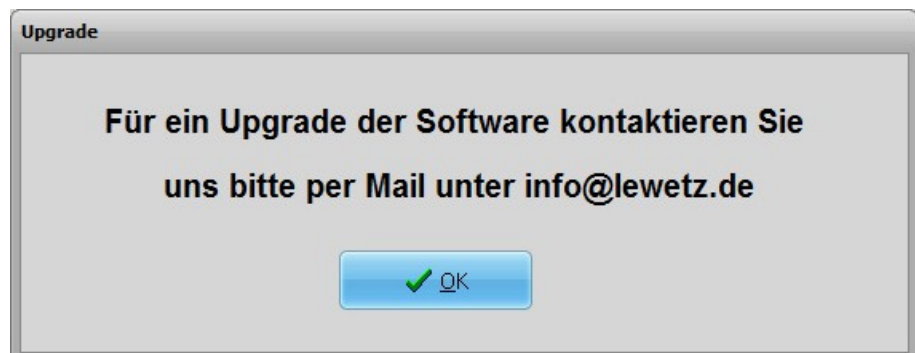 Upgrade
Für ein Upgrade der Software kontaktieren Sie
uns bitte per Mail unter info@lewetz.de
OK